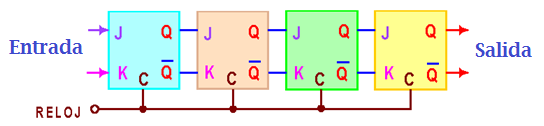 J Q J Q J Q J Q
Entrada Salida
K C Q̅ K C Q̅ K C Q̅ K C Q̅
RELOJ